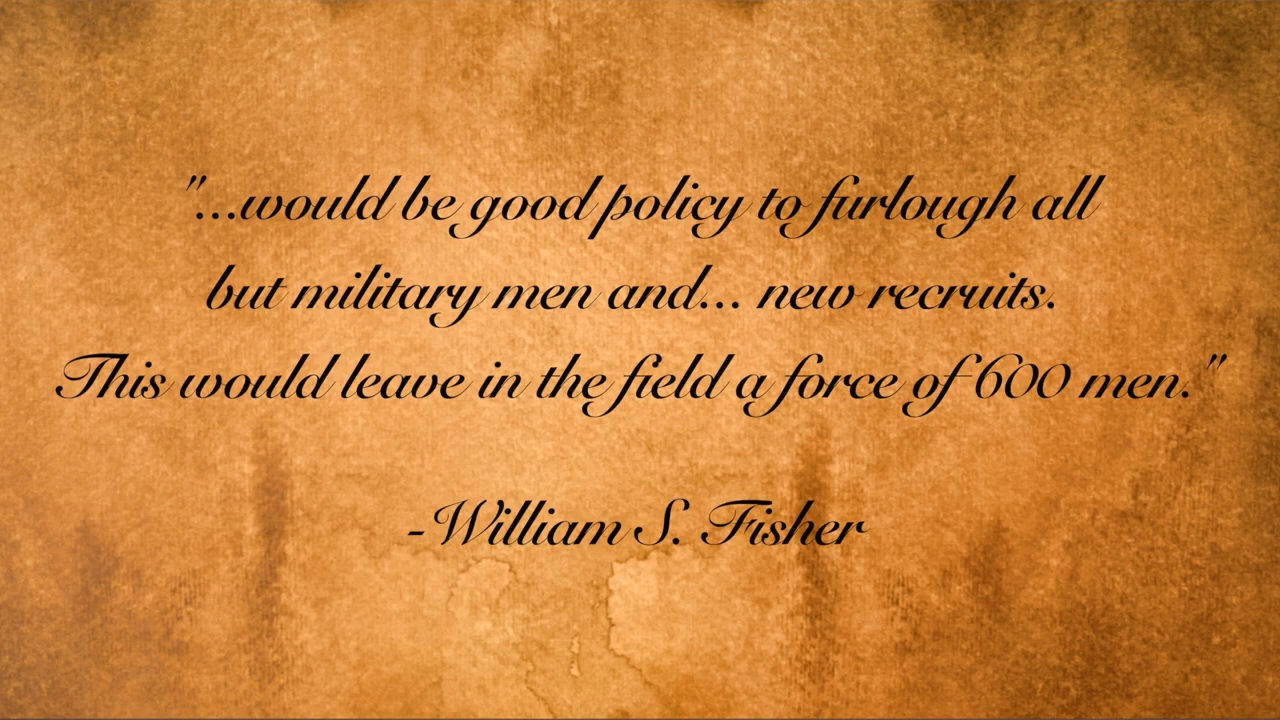 "...would be good policy to furlough all
but military men and... new recruits.
This would leave in the field a force of 600 men."
-William S. Fisher